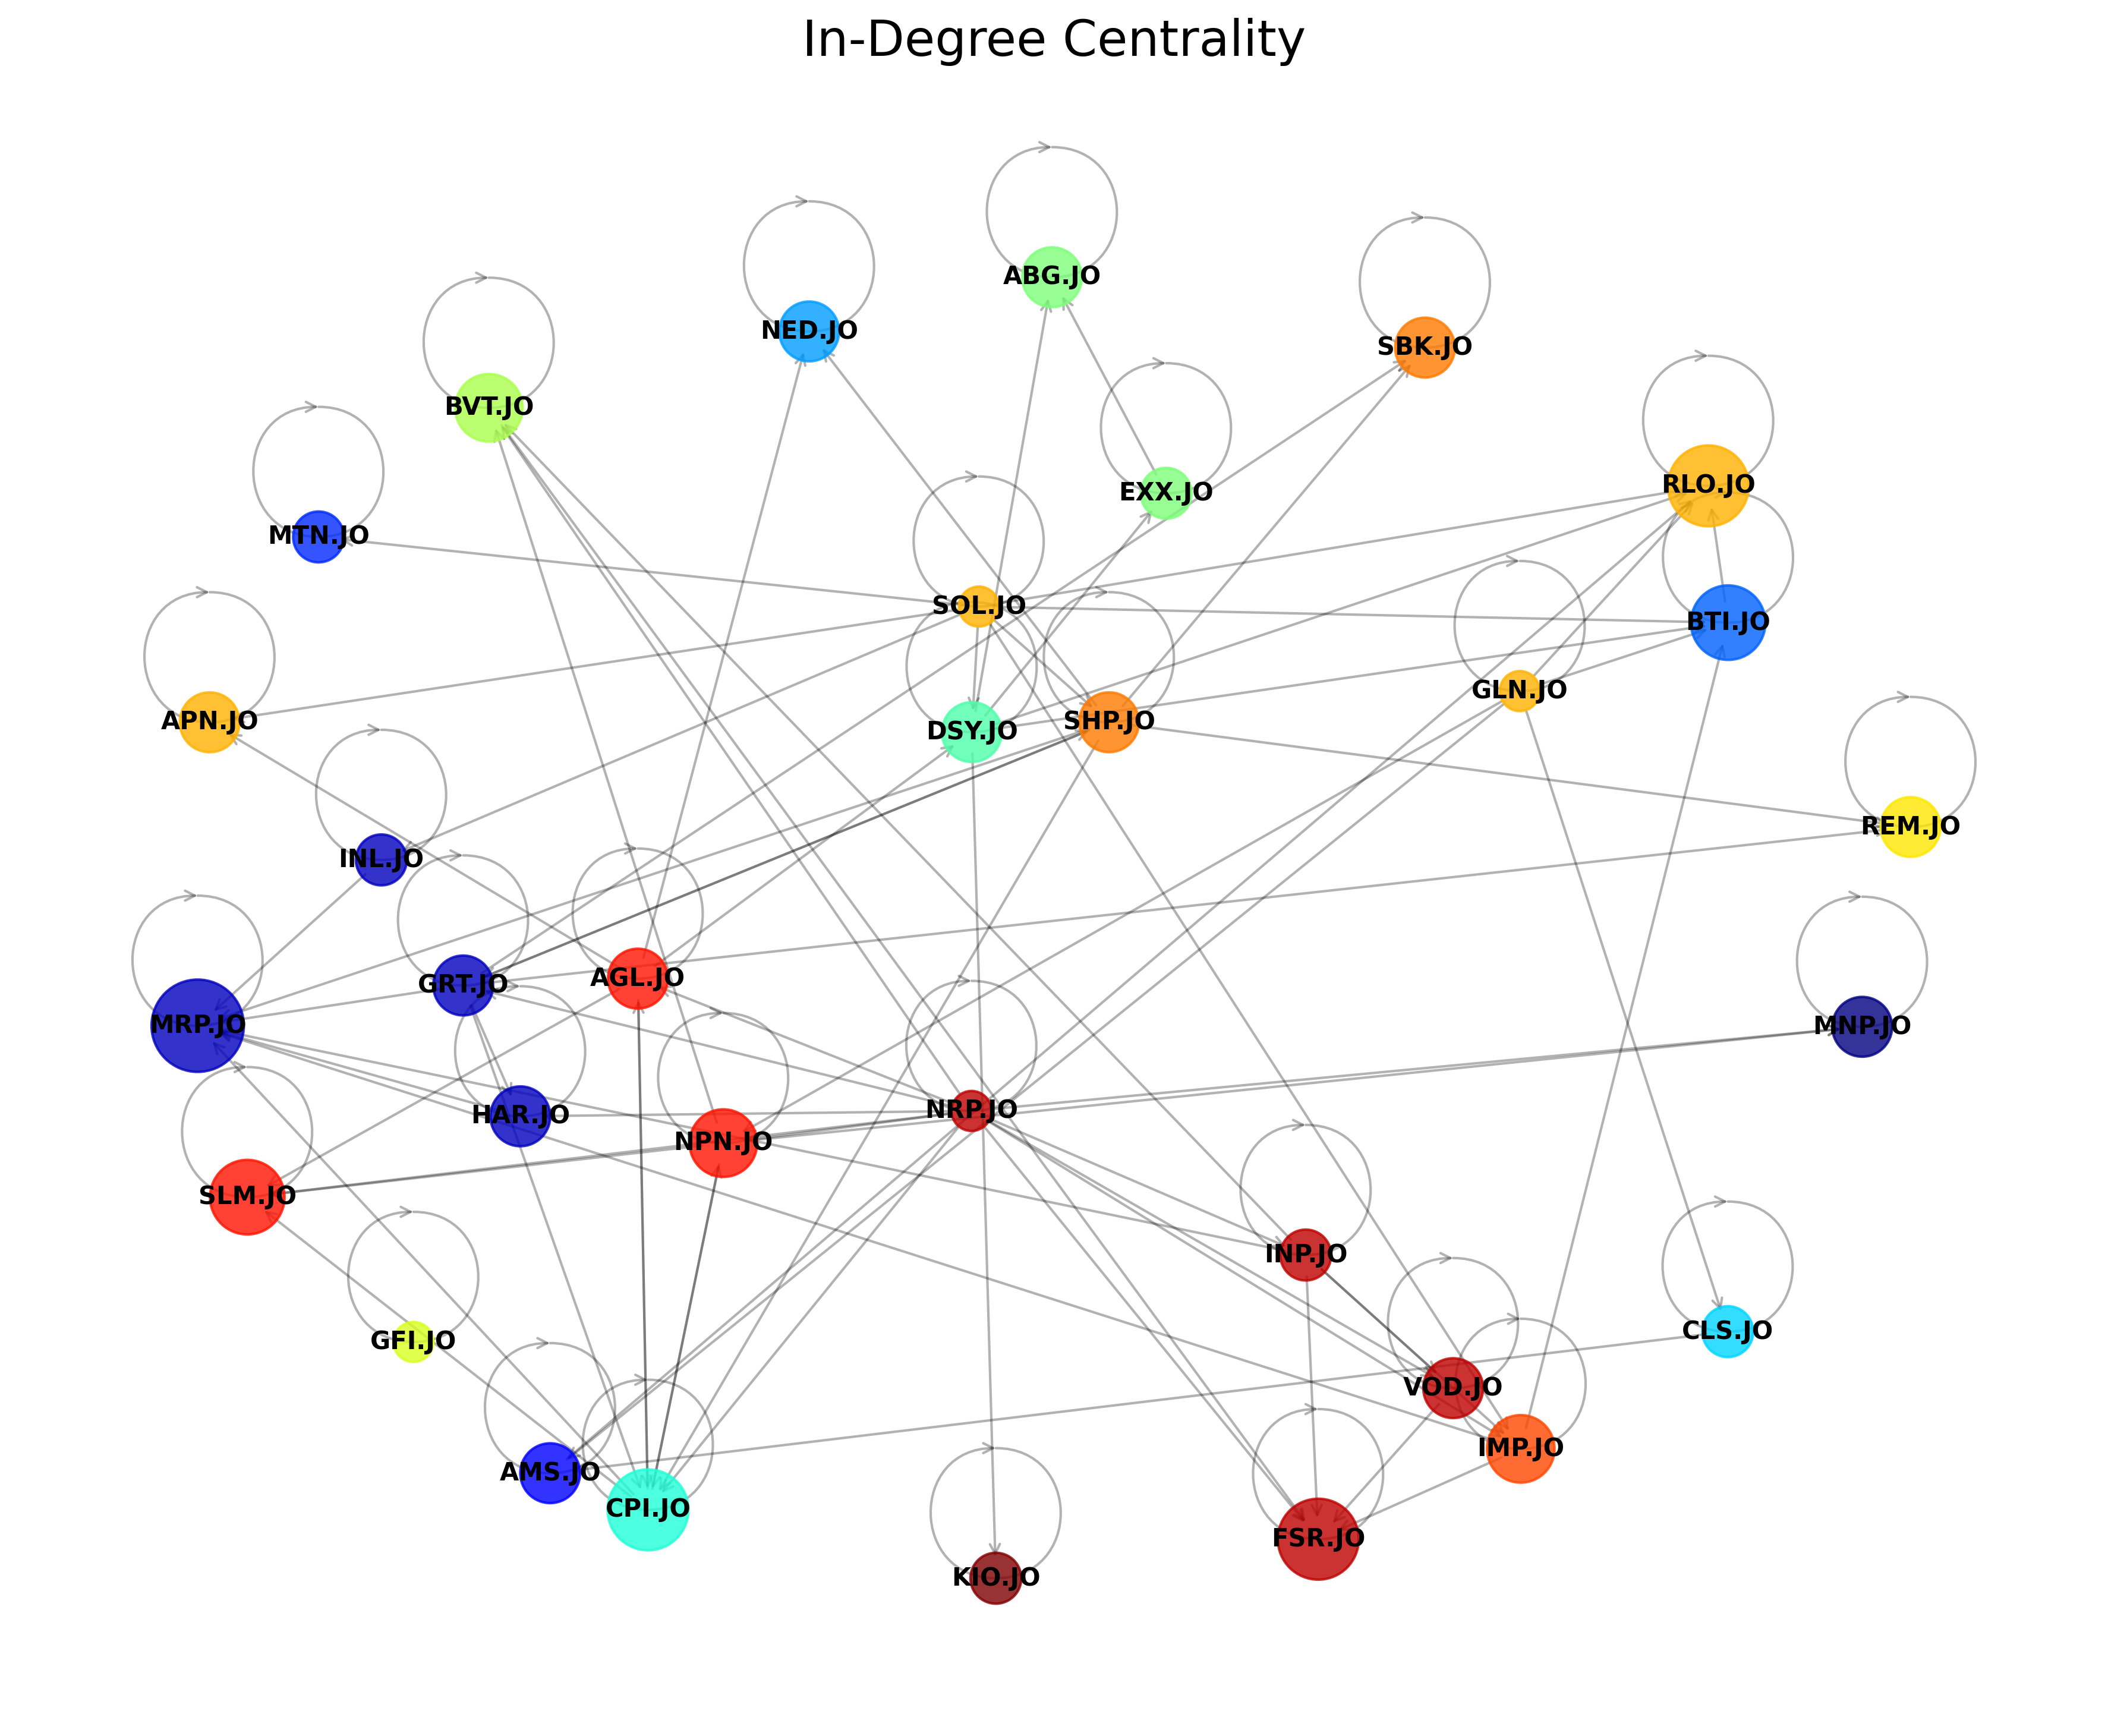 In-Degree Centrality
ABG.JO
NED.JO
SBK.JO
BVT.JO
RLO.JO
EXX.JO
MTN.JO
SOL.JO
BTI.JO
GLN.JO
APN.JO
SHP.JO
DSY.JO
REM.JO
INL.JO
AGL.JO
GRT.JO
MRP.JO
MNP.JO
NRP.JO
HAR.JO
NPN.JO
SLM.JO
INP.JO
CLS.JO
GFI.JO
VOD.JO
IMP.JO
AMS.JO
CPI.JO
FSR.JO
KIO.JO